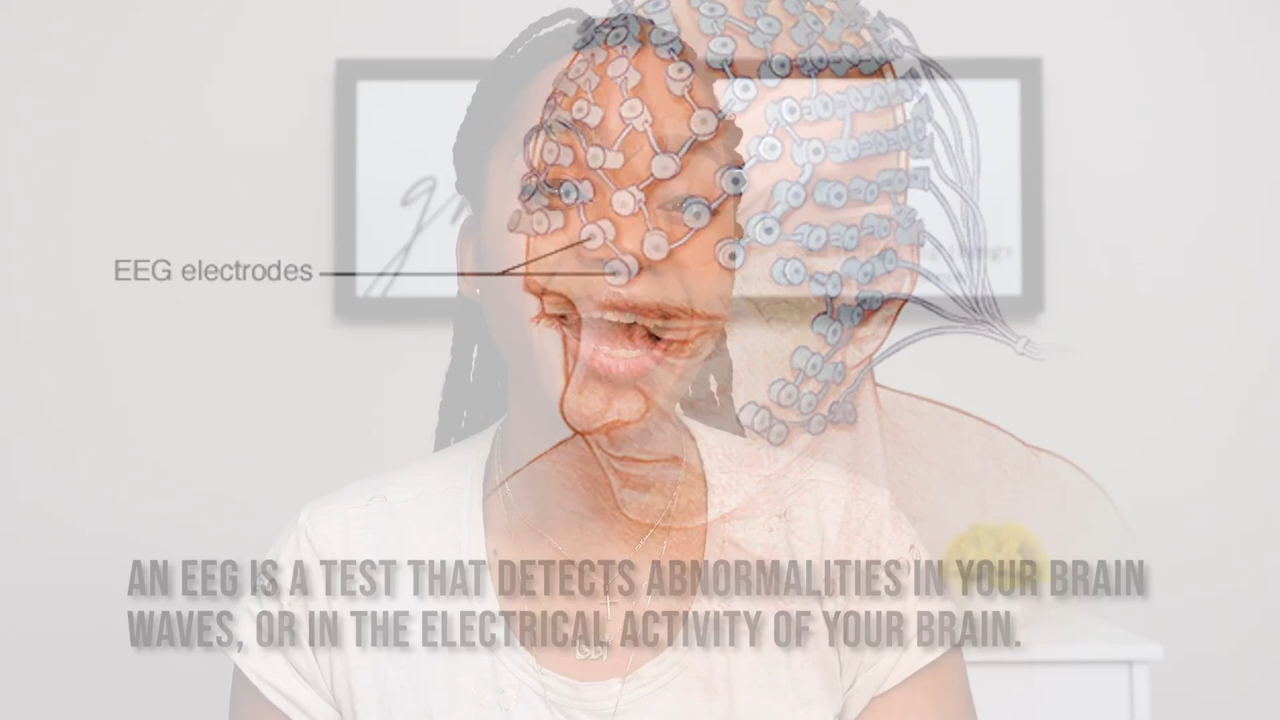 EEG electrodes
AN EEG IS A TEST THAT DETECTS ABNORMALITIES IN YOUR BRAIN
WAVES, OR IN THE ELECTRICAL ACTIVITY OF YOUR BRAIN.